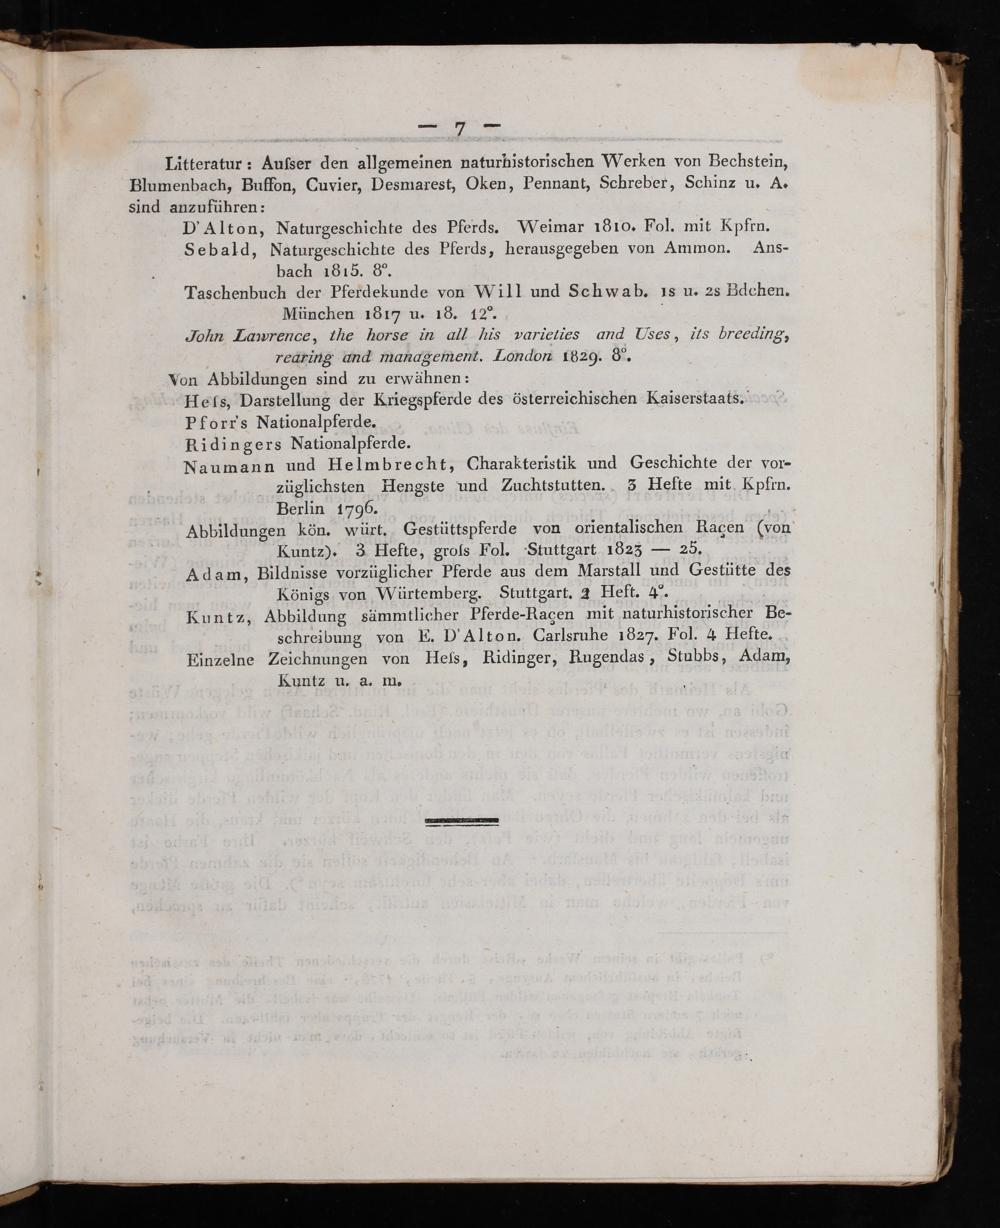 — 7 —
Litteratur: Auſser den allgemeinen naturhistorischen Werken von Bechstein,
Blumenbach, Buffon, Cuvier, Desmarest, Oken, Pennant, Schreber, Schinz u. A.
sind anzuführen:
D'Alton, Naturgeschichte des Pferds. Weimar 1810. Fol. mit Kpfrn.
Sebald, Naturgeschichte des Pferds, herausgegeben von Ammon. Ans-
bach 1815. 8°.
Taschenbuch der Pferdekunde von Will und Schwab. 1s u. 2s Bdchen.
München 1817 u. 18. 12°.
John Lawrence, the horse in all his varieties and Uses, its breeding,
rearing and management. London 1829. 8°.
Von Abbildungen sind zu erwähnen:
Heſs, Darstellung der Kriegspferde des österreichischen Kaiserstaats.
Pforr's Nationalpferde.
Ridingers Nationalpferde.
Naumann und Helmbrecht, Charakteristik und Geschichte der vor-
züglichsten Hengste und Zuchtstutten. 3 Hefte mit Kpfrn.
Berlin 1796.
Abbildungen kön. würt. Gestüttspferde von orientalischen Raçen (von
Kuntz). 3 Hefte, groſs Fol. Stuttgart 1823 — 25.
Adam, Bildnisse vorzüglicher Pferde aus dem Marstall und Gestütte des
Königs von Würtemberg. Stuttgart. Heft. 4°.
Kuntz, Abbildung sämmtlicher Pferde-Raçen mit naturhistorischer Be-
schreibung von E. D'Alton. Carlsruhe 1827. Fol. 4 Hefte.
Einzelne Zeichnungen von Heſs, Ridinger, Rugendas, Stubbs, Adam,
Kuntz u. a. m.